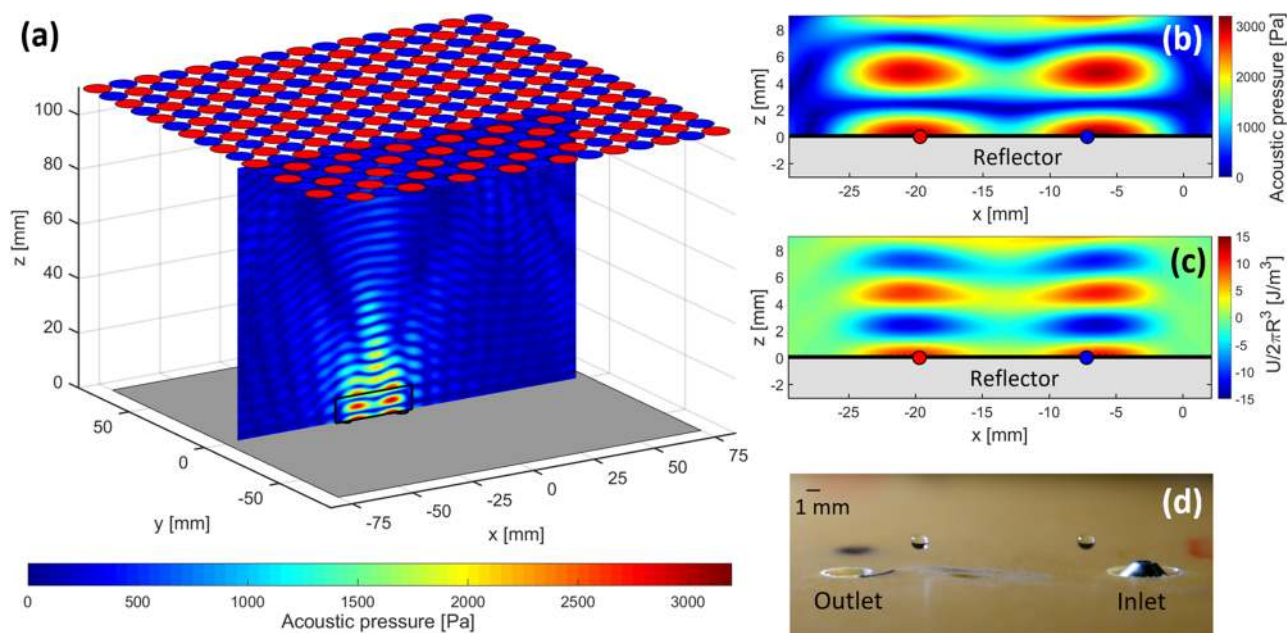 (a)
z [mm]
100
80
60
40
20
0
50
0
-50
y [mm]
-75
-50
-25
0
25
50
75
x [mm]
0 500 1000 1500 2000 2500 3000
Acoustic pressure [Pa]
(b)
z [mm]
8
6
4
2
0
-2
Reflector
-25 -20 -15 -10 -5 0
x [mm]
3000
2000
1000
0
Acoustic pressure [Pa]
(c)
z [mm]
8
6
4
2
0
-2
Reflector
-25 -20 -15 -10 -5 0
x [mm]
15
10
5
0
-5
-10
-15
U/2πR³ [J/m³]
(d)
1 mm
Outlet Inlet